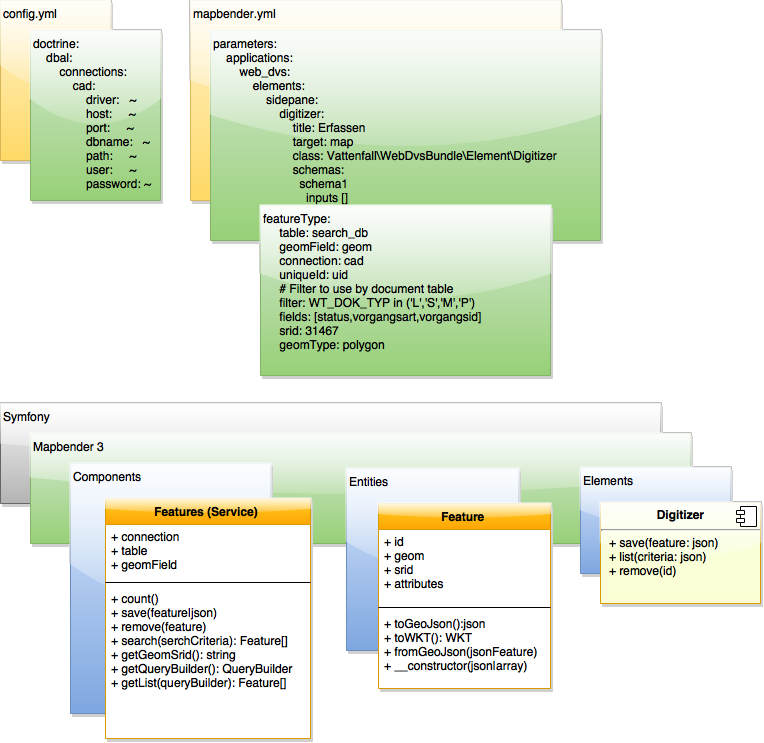 config.yml
doctrine:
dbal:
connections:
cad:
driver: ~
host: ~
port: ~
dbname: ~
path: ~
user: ~
password: ~
mapbender.yml
parameters:
applications:
web_dvs:
elements:
sidepane:
digitizer:
title: Erfassen
target: map
class: Vattenfall\WebDvsBundle\Element\Digitizer
schemas:
schema1
inputs []
featureType:
table: search_db
geomField: geom
connection: cad
uniqueId: uid
# Filter to use by document table
filter: WT_DOK_TYP in ('L','S','M','P')
fields: [status,vorgangsart,vorgangsid]
srid: 31467
geomType: polygon
Symfony
Mapbender 3
Components
Features (Service)
+ connection
+ table
+ geomField
+ count()
+ save(feature|json)
+ remove(feature)
+ search(serchCriteria): Feature[]
+ getGeomSrid(): string
+ getQueryBuilder(): QueryBuilder
+ getList(queryBuilder): Feature[]
Entities
Feature
+ id
+ geom
+ srid
+ attributes
+ toGeoJson():json
+ toWKT(): WKT
+ fromGeoJson(jsonFeature)
+ __constructor(json|array)
Elements
Digitizer
+ save(feature: json)
+ list(criteria: json)
+ remove(id)